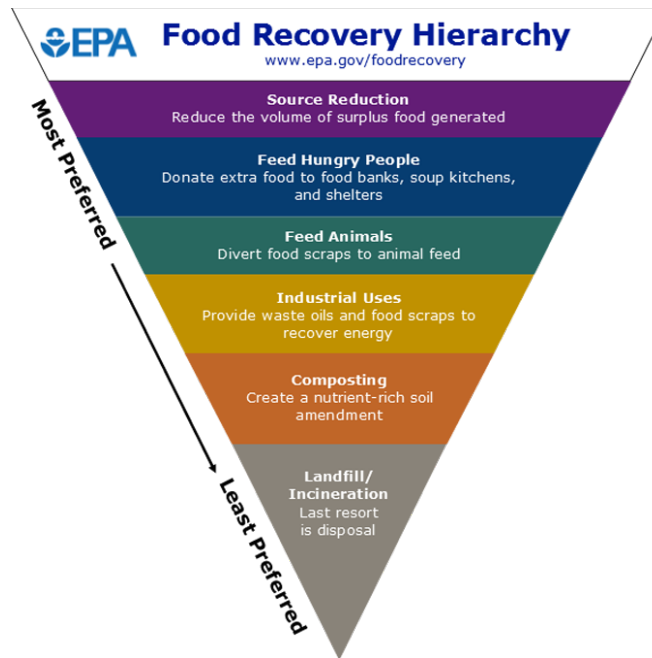 EPA
Food Recovery Hierarchy
www.epa.gov/foodrecovery
Most Preferred
Source Reduction
Reduce the volume of surplus food generated
Feed Hungry People
Donate extra food to food banks, soup kitchens,
and shelters
Feed Animals
Divert food scraps to animal feed
Industrial Uses
Provide waste oils and food scraps to
recover energy
Composting
Create a nutrient-rich soil
amendment
Landfill/
Incineration
Last resort
is disposal
Least Preferred